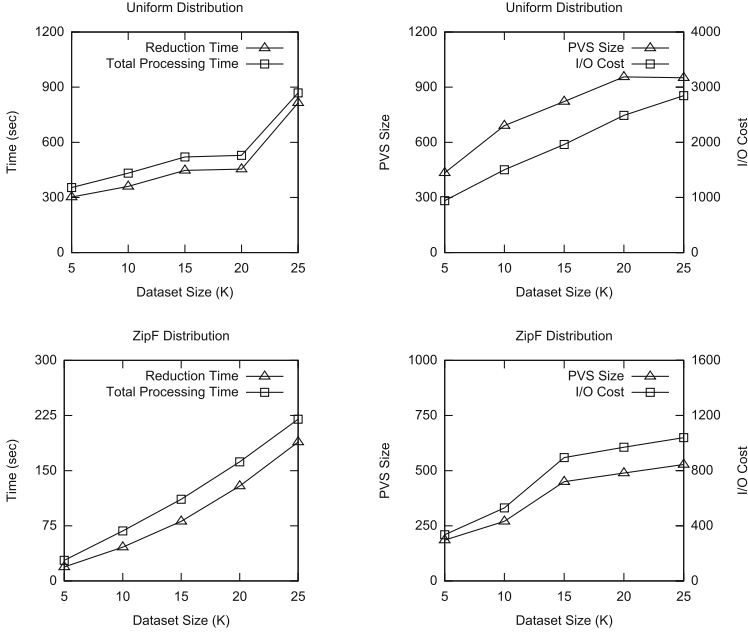 Uniform Distribution
1200
900
600
300
0
Time (sec)
Reduction Time
Total Processing Time
5 10 15 20 25
Dataset Size (K)
Uniform Distribution
1200
900
600
300
0
PVS Size
PVS Size
I/O Cost
4000
3000
2000
1000
0
I/O Cost
5 10 15 20 25
Dataset Size (K)
ZipF Distribution
300
225
150
75
0
Time (sec)
Reduction Time
Total Processing Time
5 10 15 20 25
Dataset Size (K)
ZipF Distribution
1000
750
500
250
0
PVS Size
PVS Size
I/O Cost
1600
1200
800
400
0
I/O Cost
5 10 15 20 25
Dataset Size (K)